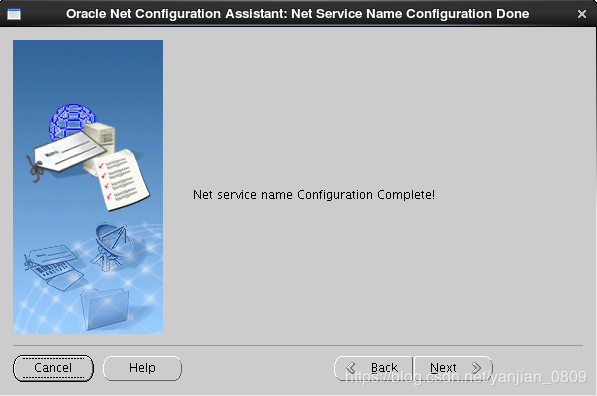 Oracle Net Configuration Assistant: Net Service Name Configuration Done
Net service name Configuration Complete!
Cancel
Help
Back
Next
https://blog.csdn.net/yanjian_0809